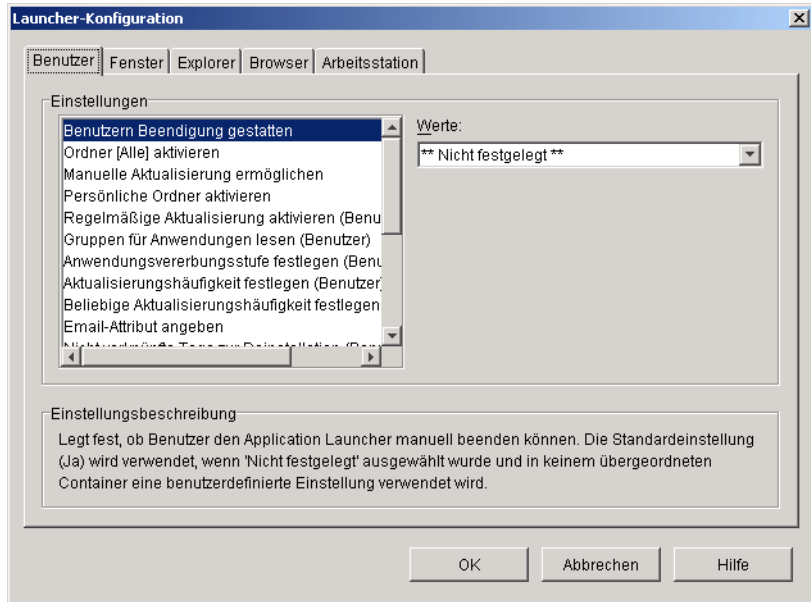 Launcher-Konfiguration
Benutzer Fenster Explorer Browser Arbeitsstation
Einstellungen
Benutzern Beendigung gestatten
Ordner [Alle] aktivieren
Manuelle Aktualisierung ermöglichen
Persönliche Ordner aktivieren
Regelmäßige Aktualisierung aktivieren (Benu
Gruppen für Anwendungen lesen (Benutzer)
Anwendungsvererbungsstufe festlegen (Benu
Aktualisierungshäufigkeit festlegen (Benutzer)
Beliebige Aktualisierungshäufigkeit festlegen
Email-Attribut angeben
Werte:
** Nicht festgelegt **
Einstellungsbeschreibung
Legt fest, ob Benutzer den Application Launcher manuell beenden können. Die Standardeinstellung
(Ja) wird verwendet, wenn 'Nicht festgelegt' ausgewählt wurde und in keinem übergeordneten
Container eine benutzerdefinierte Einstellung verwendet wird.
OK Abbrechen Hilfe